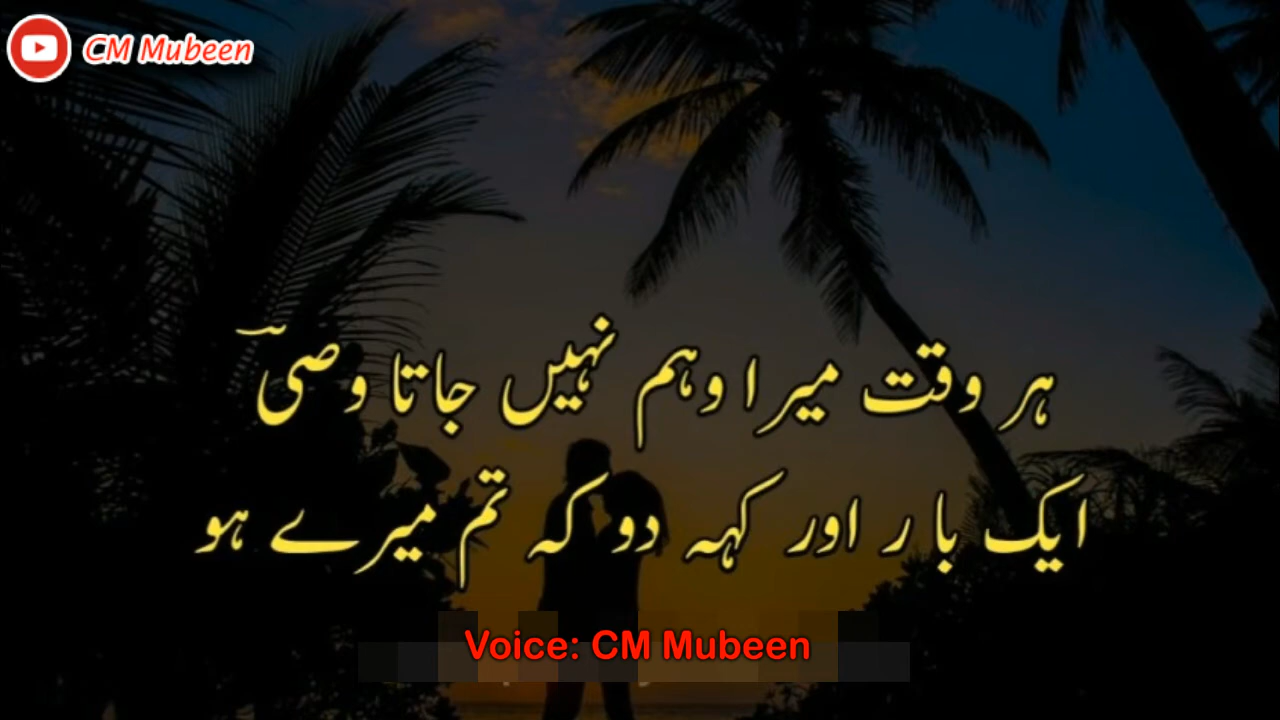 CM Mubeen
ہر وقت میرا وہم نہیں جاتا وصیؔ
ایک بار اور کہہ دو کہ تم میرے ہو
Voice: CM Mubeen